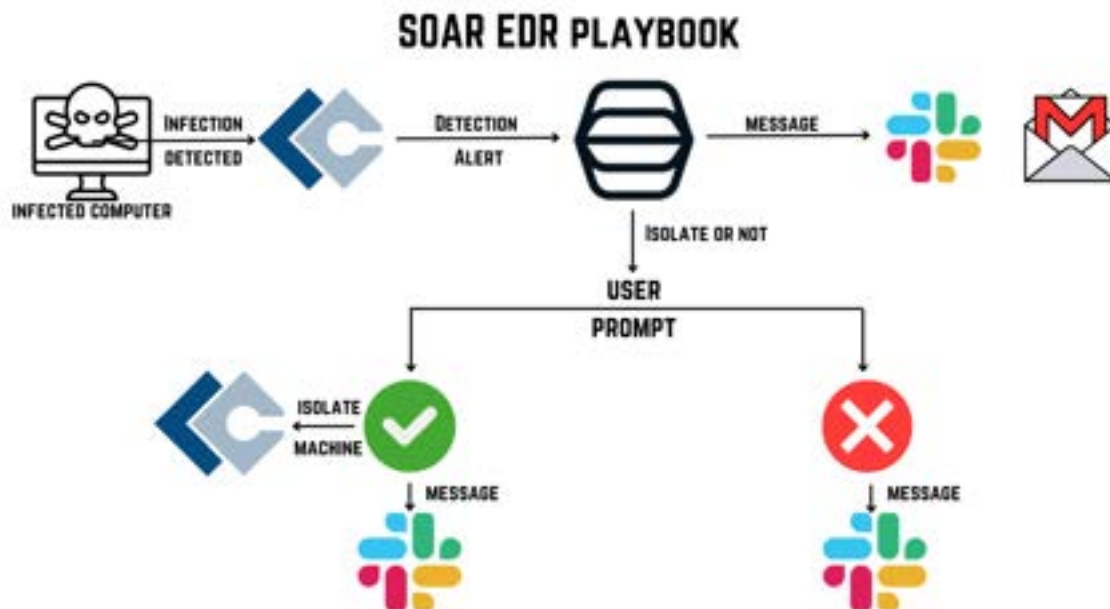 SOAR EDR PLAYBOOK
INFECTION
DETECTED
DETECTION
ALERT
MESSAGE
INFECTED COMPUTER
ISOLATE OR NOT
USER
PROMPT
ISOLATE
MACHINE
MESSAGE
MESSAGE